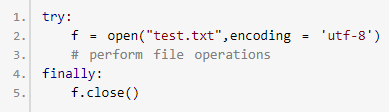 1. try:
2.     f = open("test.txt",encoding = 'utf-8')
3.     # perform file operations
4. finally:
5.     f.close()